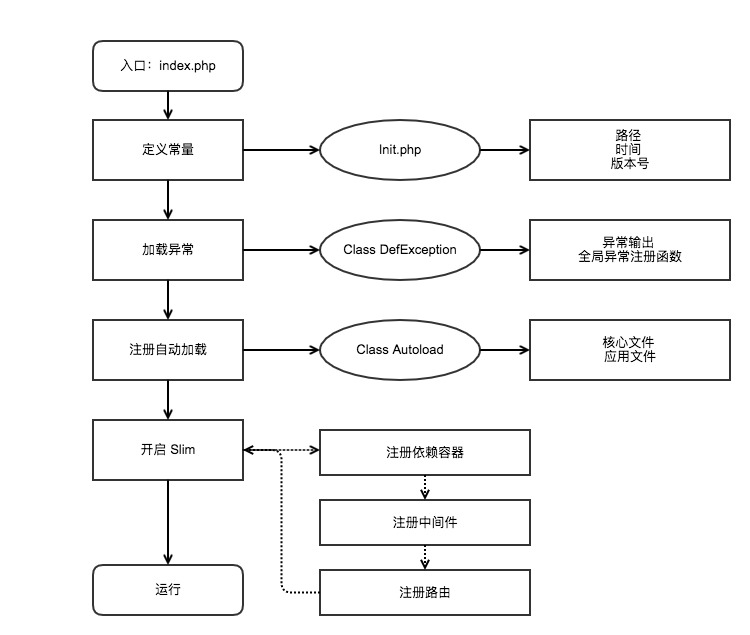 入口：index.php
定义常量
Init.php
路径
时间
版本号
加载异常
Class DefException
异常输出
全局异常注册函数
注册自动加载
Class Autoload
核心文件
应用文件
开启 Slim
注册依赖容器
注册中间件
注册路由
运行